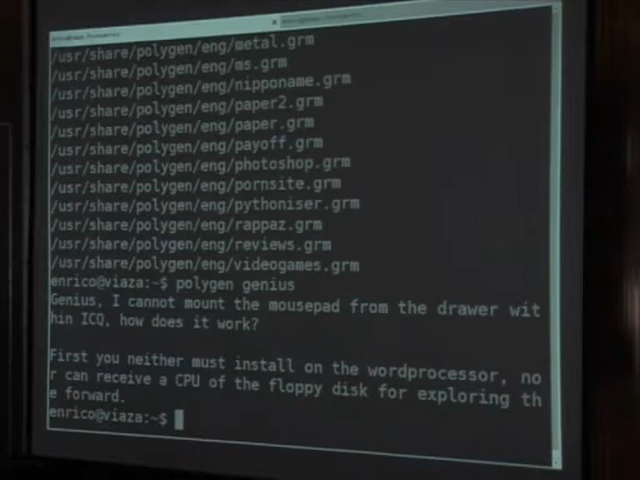 /usr/share/polygen/eng/metal.grm
/usr/share/polygen/eng/ms.grm
/usr/share/polygen/eng/nipponame.grm
/usr/share/polygen/eng/paper2.grm
/usr/share/polygen/eng/paper.grm
/usr/share/polygen/eng/payoff.grm
/usr/share/polygen/eng/photoshop.grm
/usr/share/polygen/eng/pornsite.grm
/usr/share/polygen/eng/pythoniser.grm
/usr/share/polygen/eng/rappaz.grm
/usr/share/polygen/eng/reviews.grm
/usr/share/polygen/eng/videogames.grm
enrico@viaza:~$ polygen genius
Genius, I cannot mount the mousepad from the drawer wit
hin ICQ, how does it work?
First you neither must install on the wordprocessor, no
r can receive a CPU of the floppy disk for exploring th
e forward.
enrico@viaza:~$